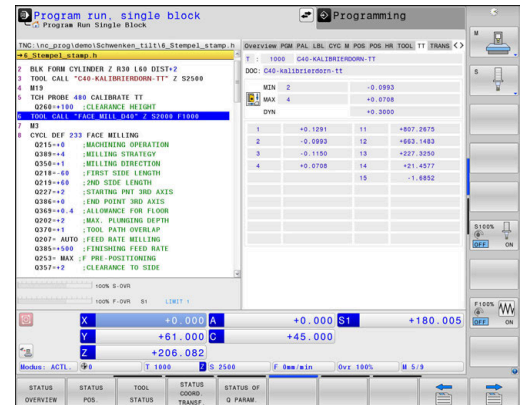 Program run, single block
Programming
Program run
Run Single Block
TNC:\nc_prog\demo\Schwenken_tilt\6_Stempel_stamp.h
→6_Stempel_stamp.h
2 BLK FORM CYLINDER Z R30 L60 DIST+2
3 TOOL CALL "C40-KALIBRIERDORN-TT" Z S2500
4 M19
5 TCH PROBE 480 CALIBRATE TT
Q260=+100 ;CLEARANCE HEIGHT
6 TOOL CALL "FACE_MILL_D40" Z S2000 F1000
7 M3
8 CYCL DEF 233 FACE MILLING
Q215=+0 ;MACHINING OPERATION
Q389=+4 ;MILLING STRATEGY
Q350=+1 ;MILLING DIRECTION
Q218=-60 ;FIRST SIDE LENGTH
Q219=+60 ;2ND SIDE LENGTH
Q227=+2 ;STARTNG PNT 3RD AXIS
Q386=+0 ;END POINT 3RD AXIS
Q369=+0.4 ;ALLOWANCE FOR FLOOR
Q202=+2 ;MAX. PLUNGING DEPTH
Q370=+1 ;TOOL PATH OVERLAP
Q207= AUTO ;FEED RATE MILLING
Q385=+500 ;FINISHING FEED RATE
Q253= MAX ;F PRE-POSITIONING
Q357=+2 ;CLEARANCE TO SIDE
Overview PGM PAL LBL CYC M POS POS HR TOOL TT TRANS
T : 1000 C40-KALIBRIERDORN-TT
DOC: C40-kalibrierdorn-tt
MIN 2 -0.0993
MAX 4 +0.0708
DYN +0.3000
1 +0.1291 11 +807.2675
2 -0.0993 12 +663.1483
3 -0.1150 13 +227.3250
4 +0.0708 14 +21.4577
15 -1.6852
100% S-OVR
100% F-OVR S1 LIMIT 1
X +0.000 A +0.000 S1 +180.005
Y +61.000 C +45.000
Z +206.082
Modus: ACTL. 0 T 1000 Z S 2500 F 0mm/min Ovr 100% M 5/9
STATUS OVERVIEW
STATUS POS.
TOOL STATUS
STATUS COORD. TRANSF.
STATUS OF Q PARAM.
M
S
S100%
OFF ON
F100%
OFF ON